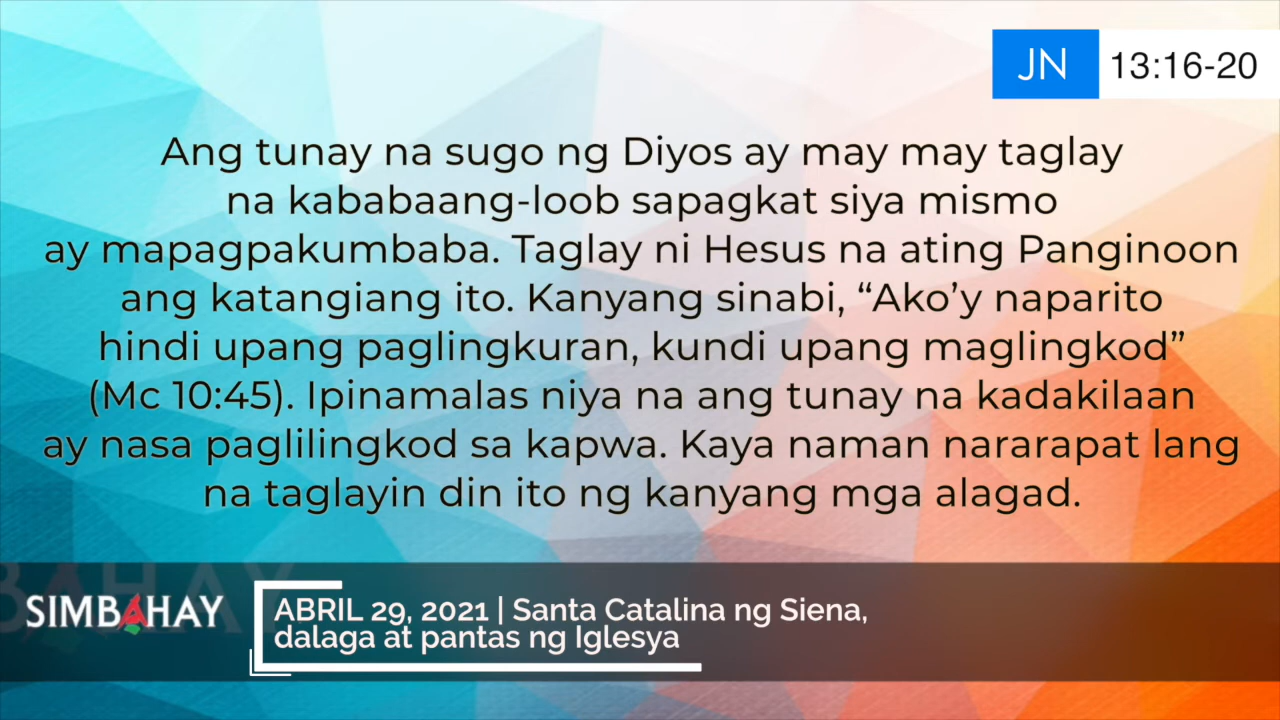 JN 13:16-20
Ang tunay na sugo ng Diyos ay may may taglay
na kababaang-loob sapagkat siya mismo
ay mapagpakumbaba. Taglay ni Hesus na ating Panginoon
ang katangiang ito. Kanyang sinabi, “Ako’y naparito
hindi upang paglingkuran, kundi upang maglingkod”
(Mc 10:45). Ipinamalas niya na ang tunay na kadakilaan
ay nasa paglilingkod sa kapwa. Kaya naman nararapat lang
na taglayin din ito ng kanyang mga alagad.
SIMBAHAY
ABRIL 29, 2021 | Santa Catalina ng Siena,
dalaga at pantas ng Iglesya